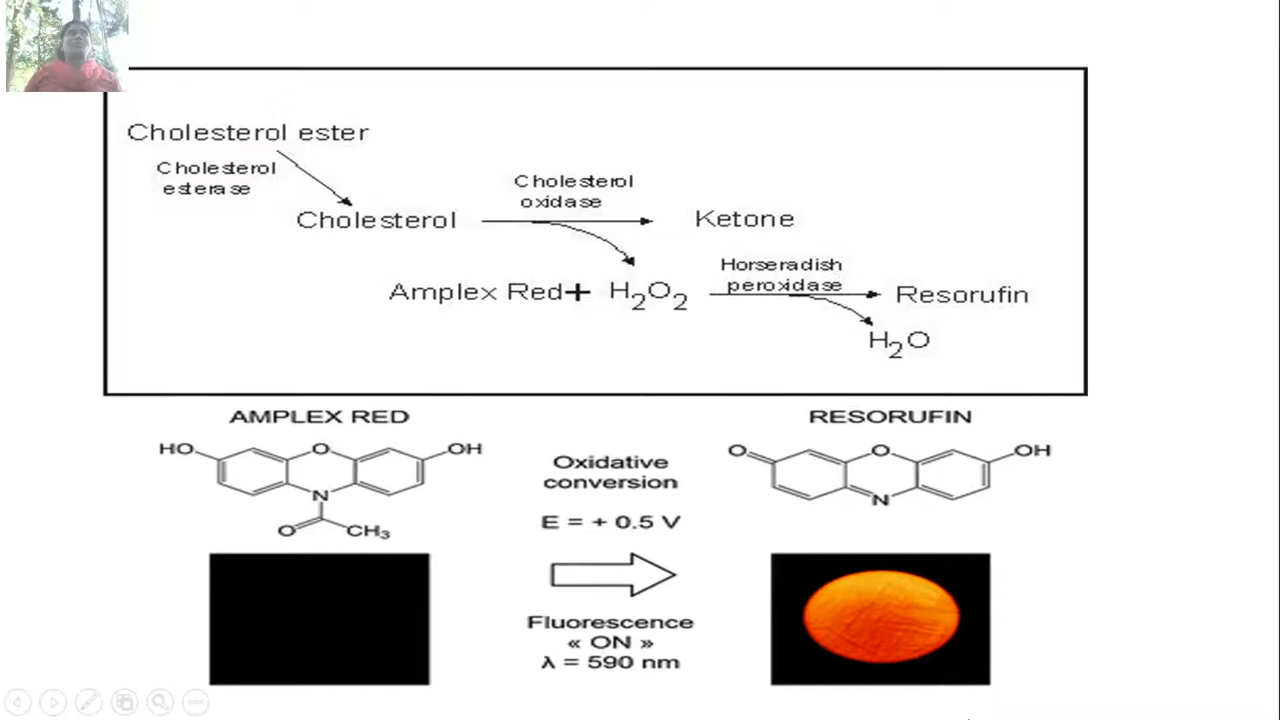 Cholesterol ester
Cholesterol
esterase
Cholesterol
oxidase
Cholesterol
Ketone
Horseradish
peroxidase
Amplex Red+ H2O2
Resorufin
H2O
AMPLEX RED
RESORUFIN
HO
O
OH
N
O
CH3
Oxidative
conversion
E = + 0.5 V
O
O
OH
N
Fluorescence
« ON »
λ = 590 nm